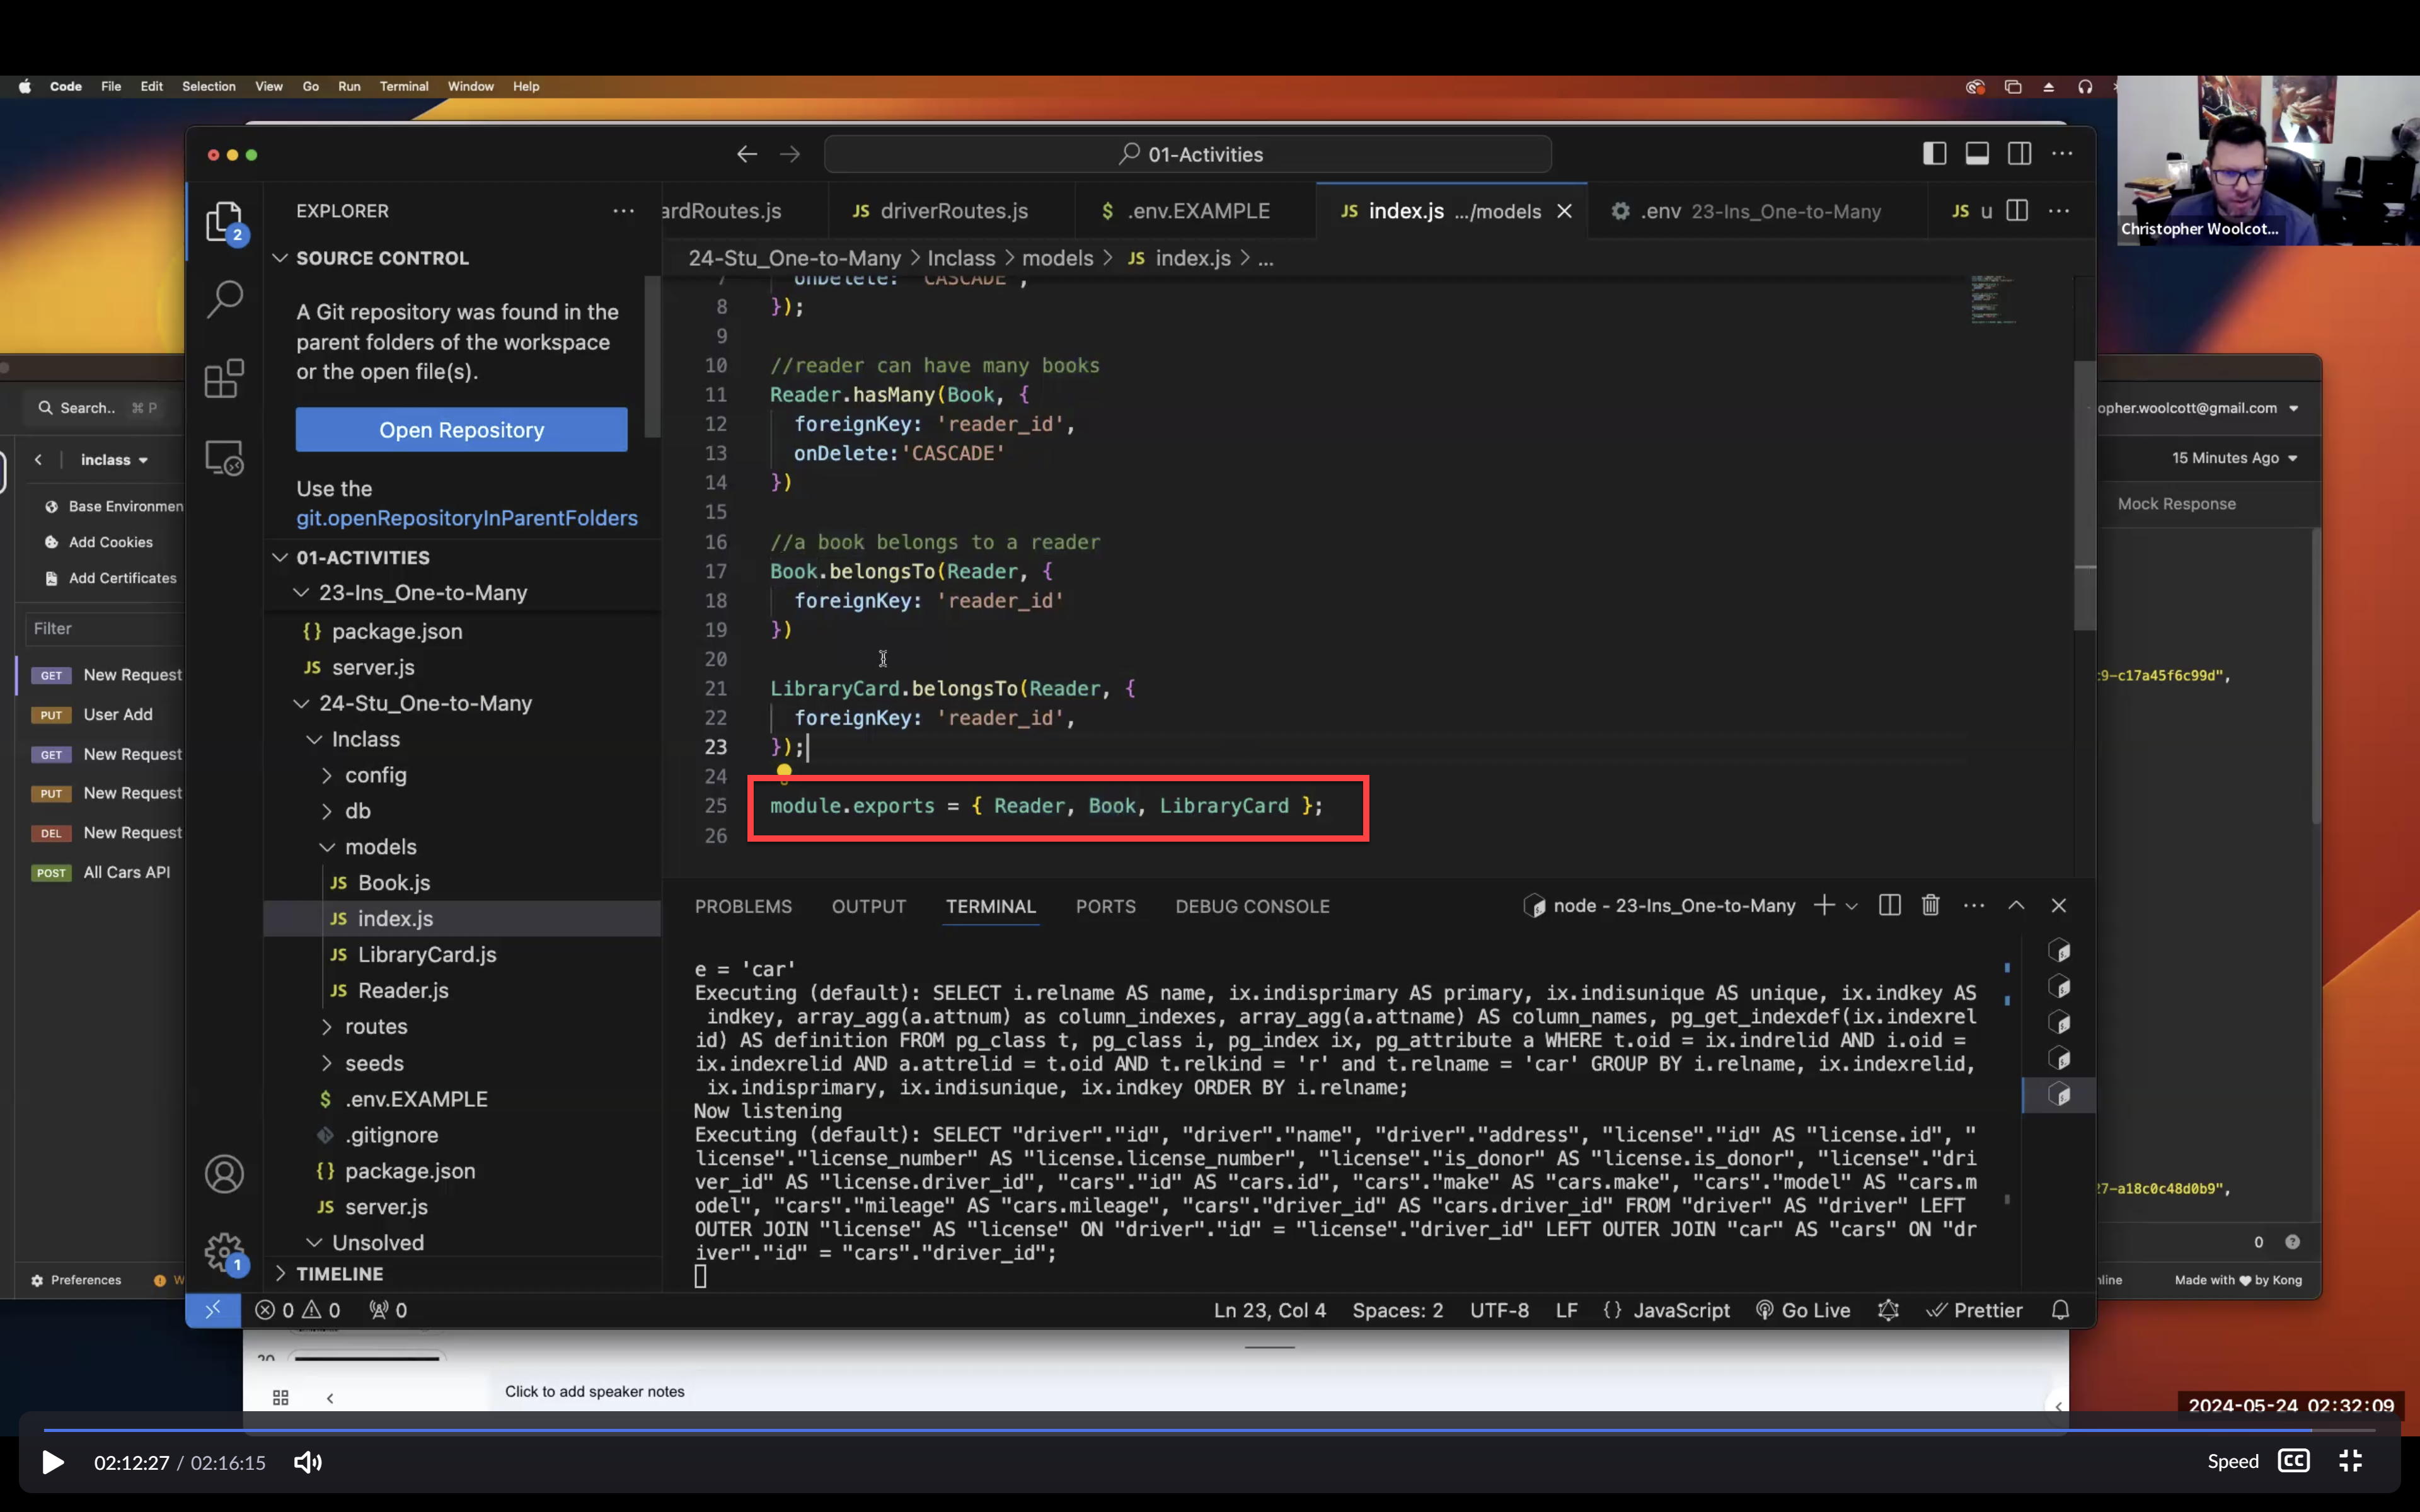 Code File Edit Selection View Go Run Terminal Window Help
01-Activities
Christopher Woolcot...
EXPLORER
ardRoutes.js
JS driverRoutes.js
$ .env.EXAMPLE
JS index.js .../models
.env 23-Ins_One-to-Many
JS u
2
24-Stu_One-to-Many > Inclass > models > JS index.js > ...
SOURCE CONTROL
A Git repository was found in the
parent folders of the workspace
or the open file(s).
Open Repository
Use the
git.openRepositoryInParentFolders
01-ACTIVITIES
23-Ins_One-to-Many
{} package.json
JS server.js
24-Stu_One-to-Many
Inclass
config
db
models
JS Book.js
JS index.js
JS LibraryCard.js
JS Reader.js
routes
seeds
$ .env.EXAMPLE
.gitignore
{} package.json
JS server.js
Unsolved
TIMELINE
1
7 onDelete: 'CASCADE',
8 });
9
10 //reader can have many books
11 Reader.hasMany(Book, {
12 foreignKey: 'reader_id',
13 onDelete:'CASCADE'
14 })
15
16 //a book belongs to a reader
17 Book.belongsTo(Reader, {
18 foreignKey: 'reader_id'
19 })
20
21 LibraryCard.belongsTo(Reader, {
22 foreignKey: 'reader_id',
23 });
24
25 module.exports = { Reader, Book, LibraryCard };
26
PROBLEMS OUTPUT TERMINAL PORTS DEBUG CONSOLE
node - 23-Ins_One-to-Many
e = 'car'
Executing (default): SELECT i.relname AS name, ix.indisprimary AS primary, ix.indisunique AS unique, ix.indkey AS
indkey, array_agg(a.attnum) as column_indexes, array_agg(a.attname) AS column_names, pg_get_indexdef(ix.indexrel
id) AS definition FROM pg_class t, pg_class i, pg_index ix, pg_attribute a WHERE t.oid = ix.indrelid AND i.oid =
ix.indexrelid AND a.attrelid = t.oid AND t.relkind = 'r' and t.relname = 'car' GROUP BY i.relname, ix.indexrelid,
ix.indisprimary, ix.indisunique, ix.indkey ORDER BY i.relname;
Now listening
Executing (default): SELECT "driver"."id", "driver"."name", "driver"."address", "license"."id" AS "license.id", "
license"."license_number" AS "license.license_number", "license"."is_donor" AS "license.is_donor", "license"."dri
ver_id" AS "license.driver_id", "cars"."id" AS "cars.id", "cars"."make" AS "cars.make", "cars"."model" AS "cars.m
odel", "cars"."mileage" AS "cars.mileage", "cars"."driver_id" AS "cars.driver_id" FROM "driver" AS "driver" LEFT
OUTER JOIN "license" AS "license" ON "driver"."id" = "license"."driver_id" LEFT OUTER JOIN "car" AS "cars" ON "dr
iver"."id" = "cars"."driver_id";
0 0 0
Ln 23, Col 4 Spaces: 2 UTF-8 LF {} JavaScript Go Live Prettier
Search.. ⌘ P
inclass
Base Environmen
Add Cookies
Add Certificates
Filter
GET New Request
PUT User Add
GET New Request
PUT New Request
DEL New Request
POST All Cars API
Preferences
W
opher.woolcott@gmail.com
15 Minutes Ago
Mock Response
9-c17a45f6c99d",
27-a18c0c48d0b9",
0
line
Made with ♥ by Kong
Click to add speaker notes
2024-05-24 02:32:09
02:12:27 / 02:16:15
Speed CC